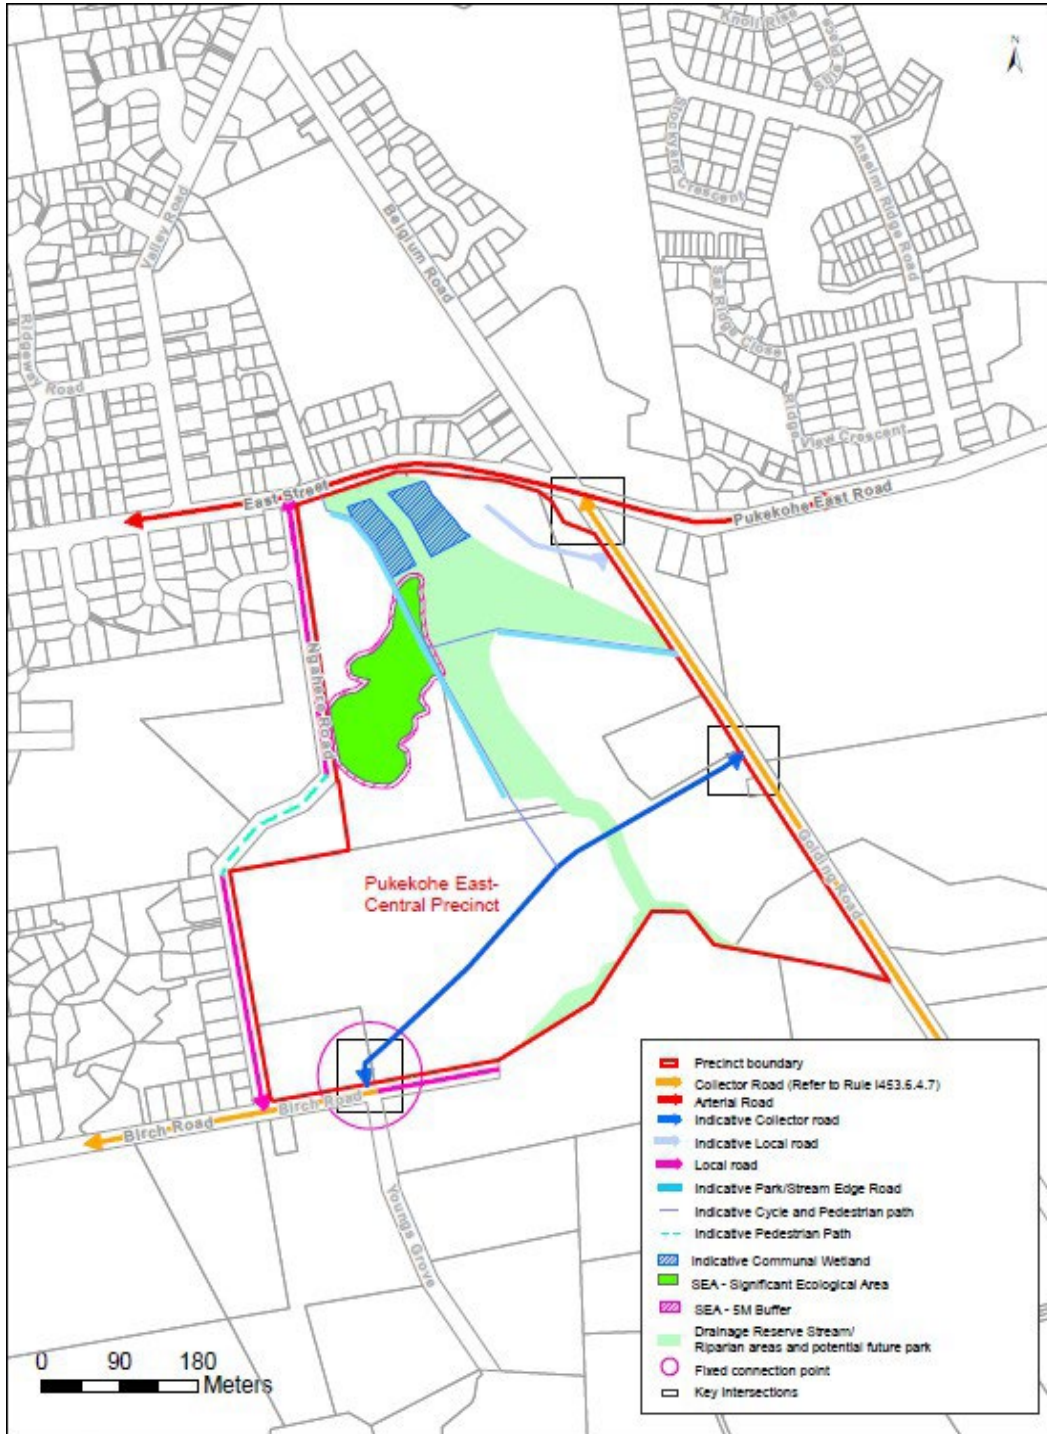 Knoll Rise
N
Stockyard Crescent
Anselmi Ridge Road
Valley Road
Belgium Road
Ridgeway Road
Close
Ridge
View Crescent
East Street
Pukekohe East Road
Ngahere Road
Golding Road
Pukekohe East-
Central Precinct
Birch Road
Birch Road
Youngs Grove
Precinct boundary
Collector Road (Refer to Rule I453.6.4.7)
Arterial Road
Indicative Collector road
Indicative Local road
Local road
Indicative Park/Stream Edge Road
Indicative Cycle and Pedestrian path
Indicative Pedestrian Path
Indicative Communal Wetland
SEA - Significant Ecological Area
SEA - 5M Buffer
Drainage Reserve Stream/
Riparian areas and potential future park
Fixed connection point
Key Intersections
0 90 180
Meters